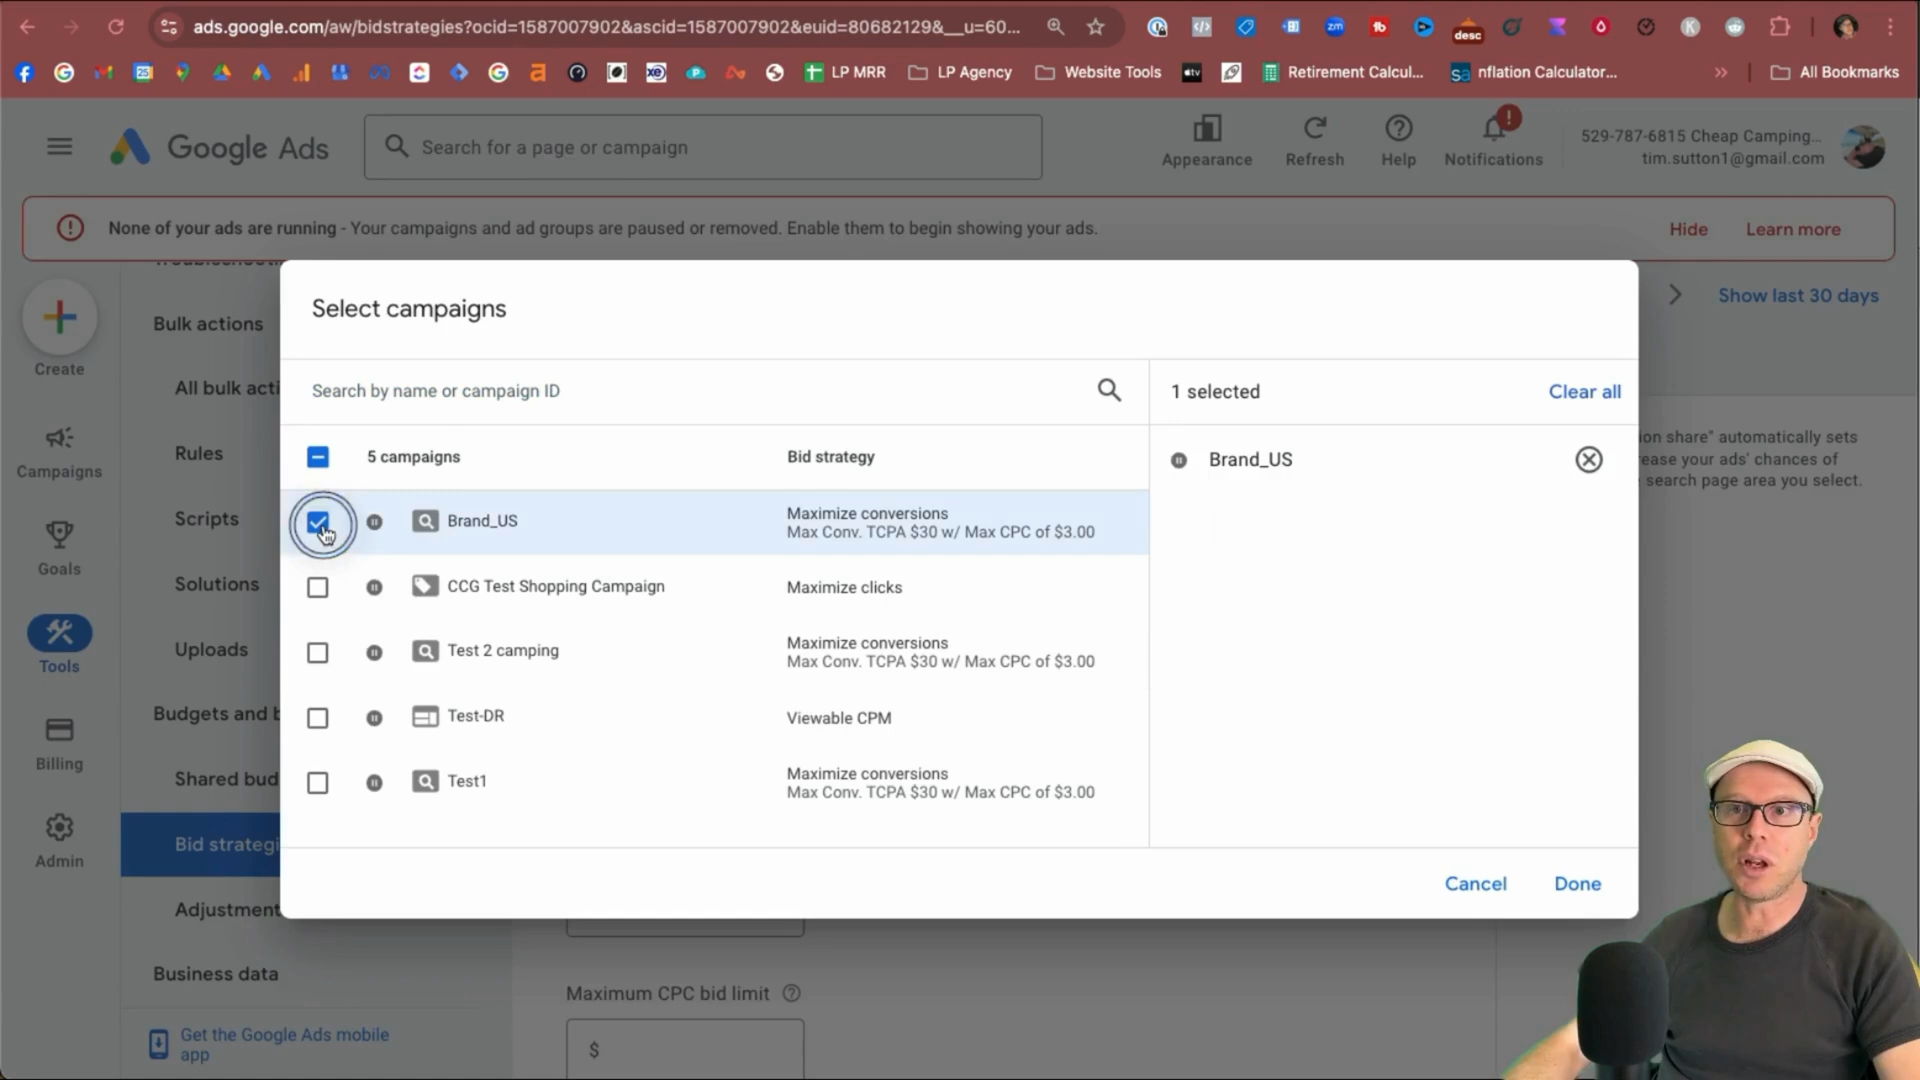 ads.google.com/aw/bidstrategies?ocid=1587007902&ascid=1587007902&euid=80682129&__u=60...
desc
LP MRR
LP Agency
Website Tools
Retirement Calcul...
nflation Calculator...
All Bookmarks
Google Ads
Search for a page or campaign
Appearance
Refresh
Help
Notifications
529-787-6815 Cheap Camping...
tim.sutton1@gmail.com
None of your ads are running - Your campaigns and ad groups are paused or removed. Enable them to begin showing your ads.
Hide
Learn more
Create
Campaigns
Goals
Tools
Billing
Admin
Bulk actions
All bulk acti
Rules
Scripts
Solutions
Uploads
Budgets and b
Shared bud
Bid strategi
Adjustment
Business data
Get the Google Ads mobile
app
Show last 30 days
ion share" automatically sets
rease your ads' chances of
search page area you select.
Select campaigns
Search by name or campaign ID
1 selected
Clear all
5 campaigns
Bid strategy
Brand_US
Brand_US
Maximize conversions
Max Conv. TCPA $30 w/ Max CPC of $3.00
CCG Test Shopping Campaign
Maximize clicks
Test 2 camping
Maximize conversions
Max Conv. TCPA $30 w/ Max CPC of $3.00
Test-DR
Viewable CPM
Test1
Maximize conversions
Max Conv. TCPA $30 w/ Max CPC of $3.00
Cancel
Done
Maximum CPC bid limit
$